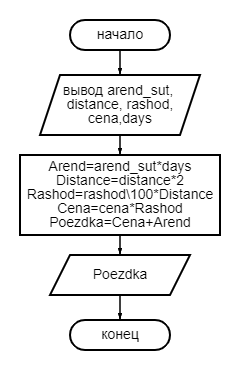 начало
вывод arend_sut,
distance, rashod,
cena,days
Arend=arend_sut*days
Distance=distance*2
Rashod=rashod\100*Distance
Cena=cena*Rashod
Poezdka=Cena+Arend
Poezdka
конец